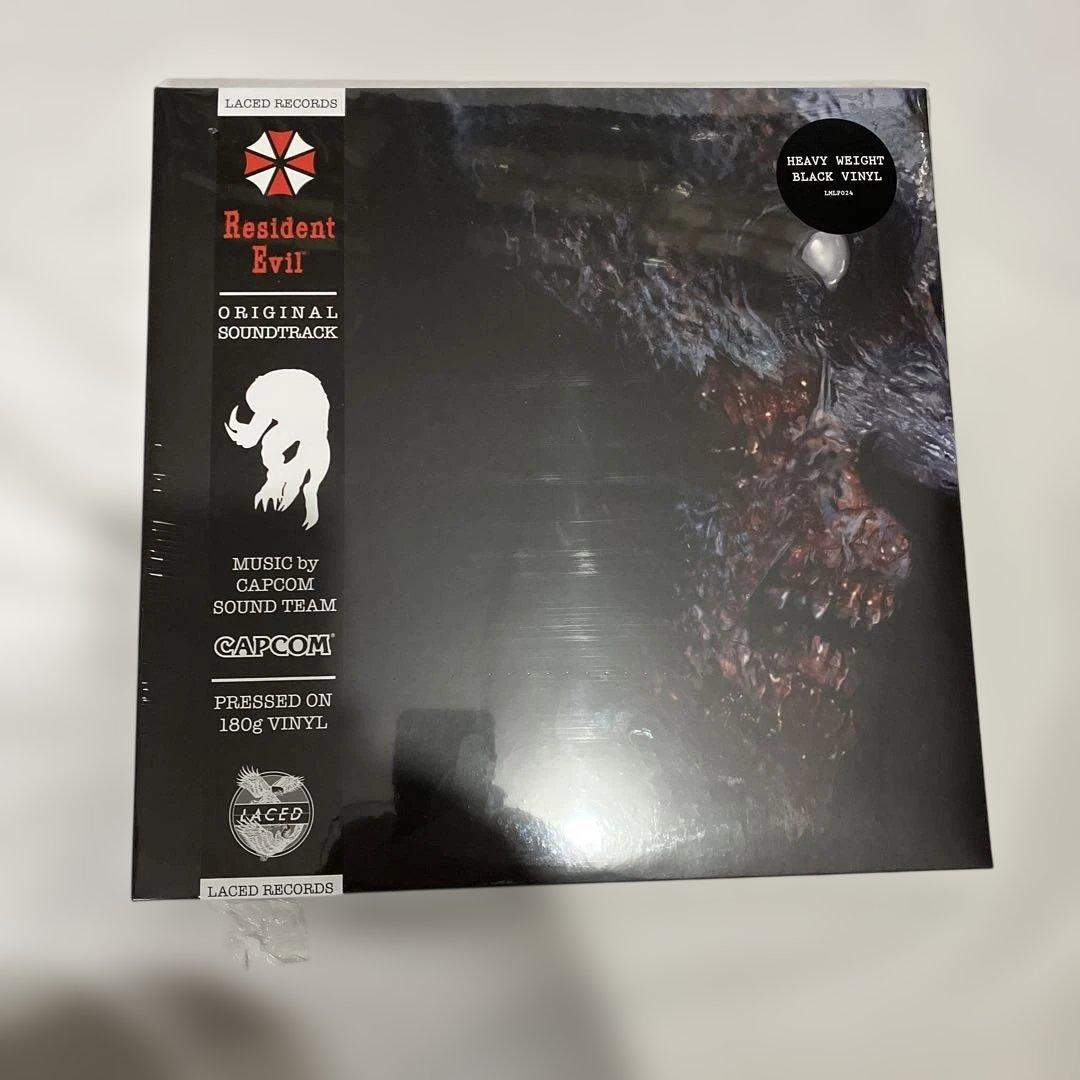 LACED RECORDS
Resident
Evil™
ORIGINAL
SOUNDTRACK
MUSIC by
CAPCOM
SOUND TEAM
CAPCOM®
PRESSED ON
180g VINYL
LACED
LACED RECORDS
HEAVY WEIGHT
BLACK VINYL
LMLP024